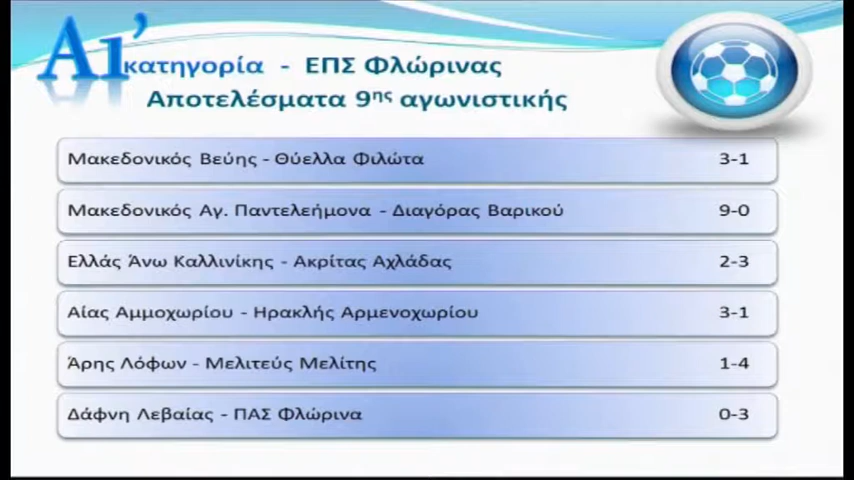 Α1' κατηγορία - ΕΠΣ Φλώρινας
Αποτελέσματα 9ης αγωνιστικής
Μακεδονικός Βεύης - Θύελλα Φιλώτα 3-1
Μακεδονικός Αγ. Παντελεήμονα - Διαγόρας Βαρικού 9-0
Ελλάς Άνω Καλλινίκης - Ακρίτας Αχλάδας 2-3
Αίας Αμμοχωρίου - Ηρακλής Αρμενοχωρίου 3-1
Άρης Λόφων - Μελιτεύς Μελίτης 1-4
Δάφνη Λεβαίας - ΠΑΣ Φλώρινα 0-3